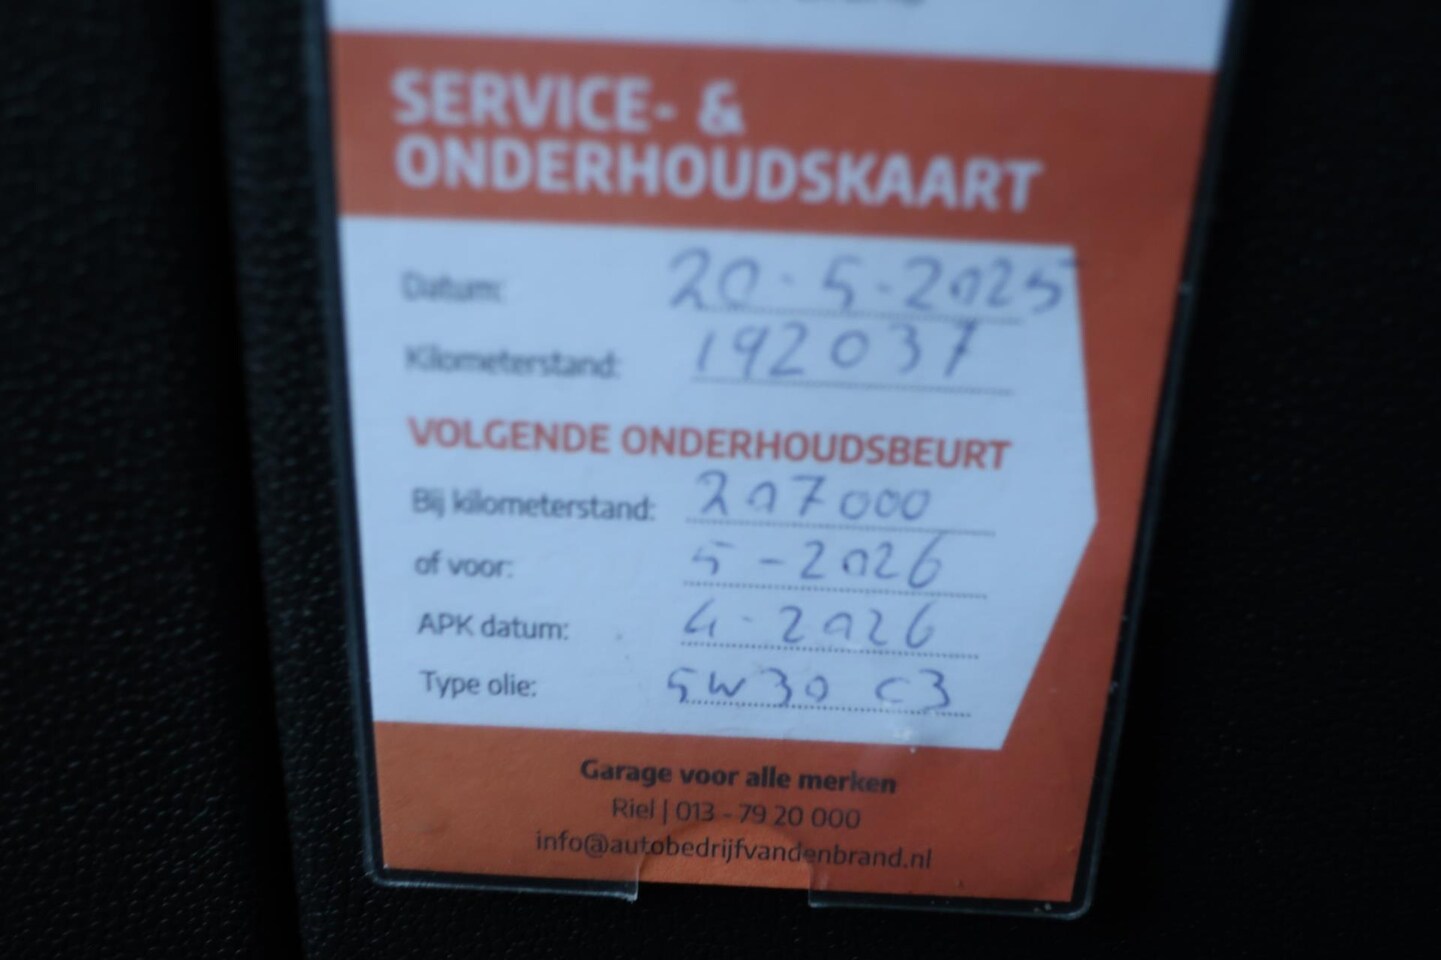 SERVICE- &
ONDERHOUDSKAART
Datum: 20-5-2025
Kilometerstand: 192037
VOLGENDE ONDERHOUDSBEURT
Bij kilometerstand: 207000
of voor: 5-2026
APK datum: 4-2026
Type olie: 5W30 C3
Garage voor alle merken
Riel | 013 - 79 20 000
info@autobedrijfvandenbrand.nl